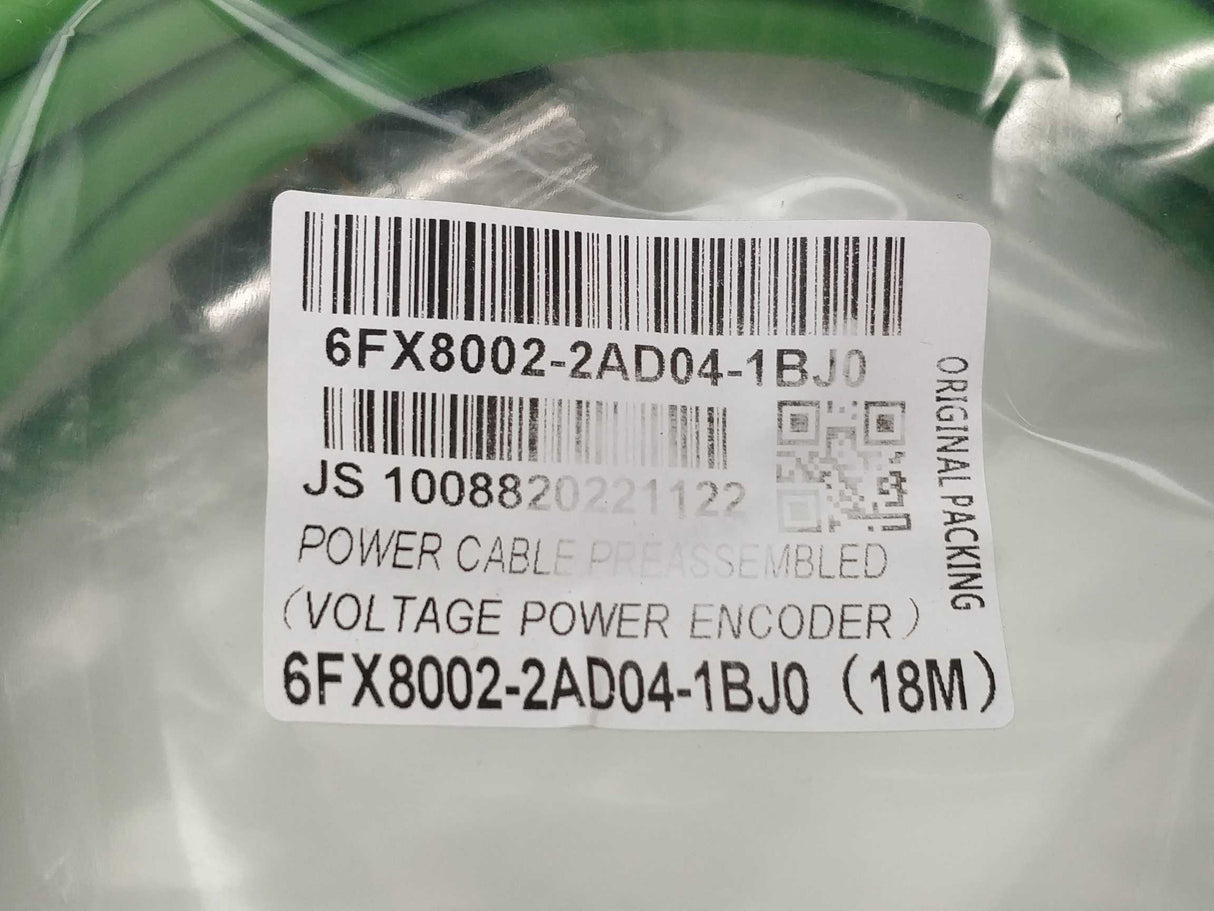 6FX8002-2AD04-1BJ0
JS 1008820221122
POWER CABLE PREASSEMBLED
(VOLTAGE POWER ENCODER)
6FX8002-2AD04-1BJ0 (18M)
ORIGINAL PACKING